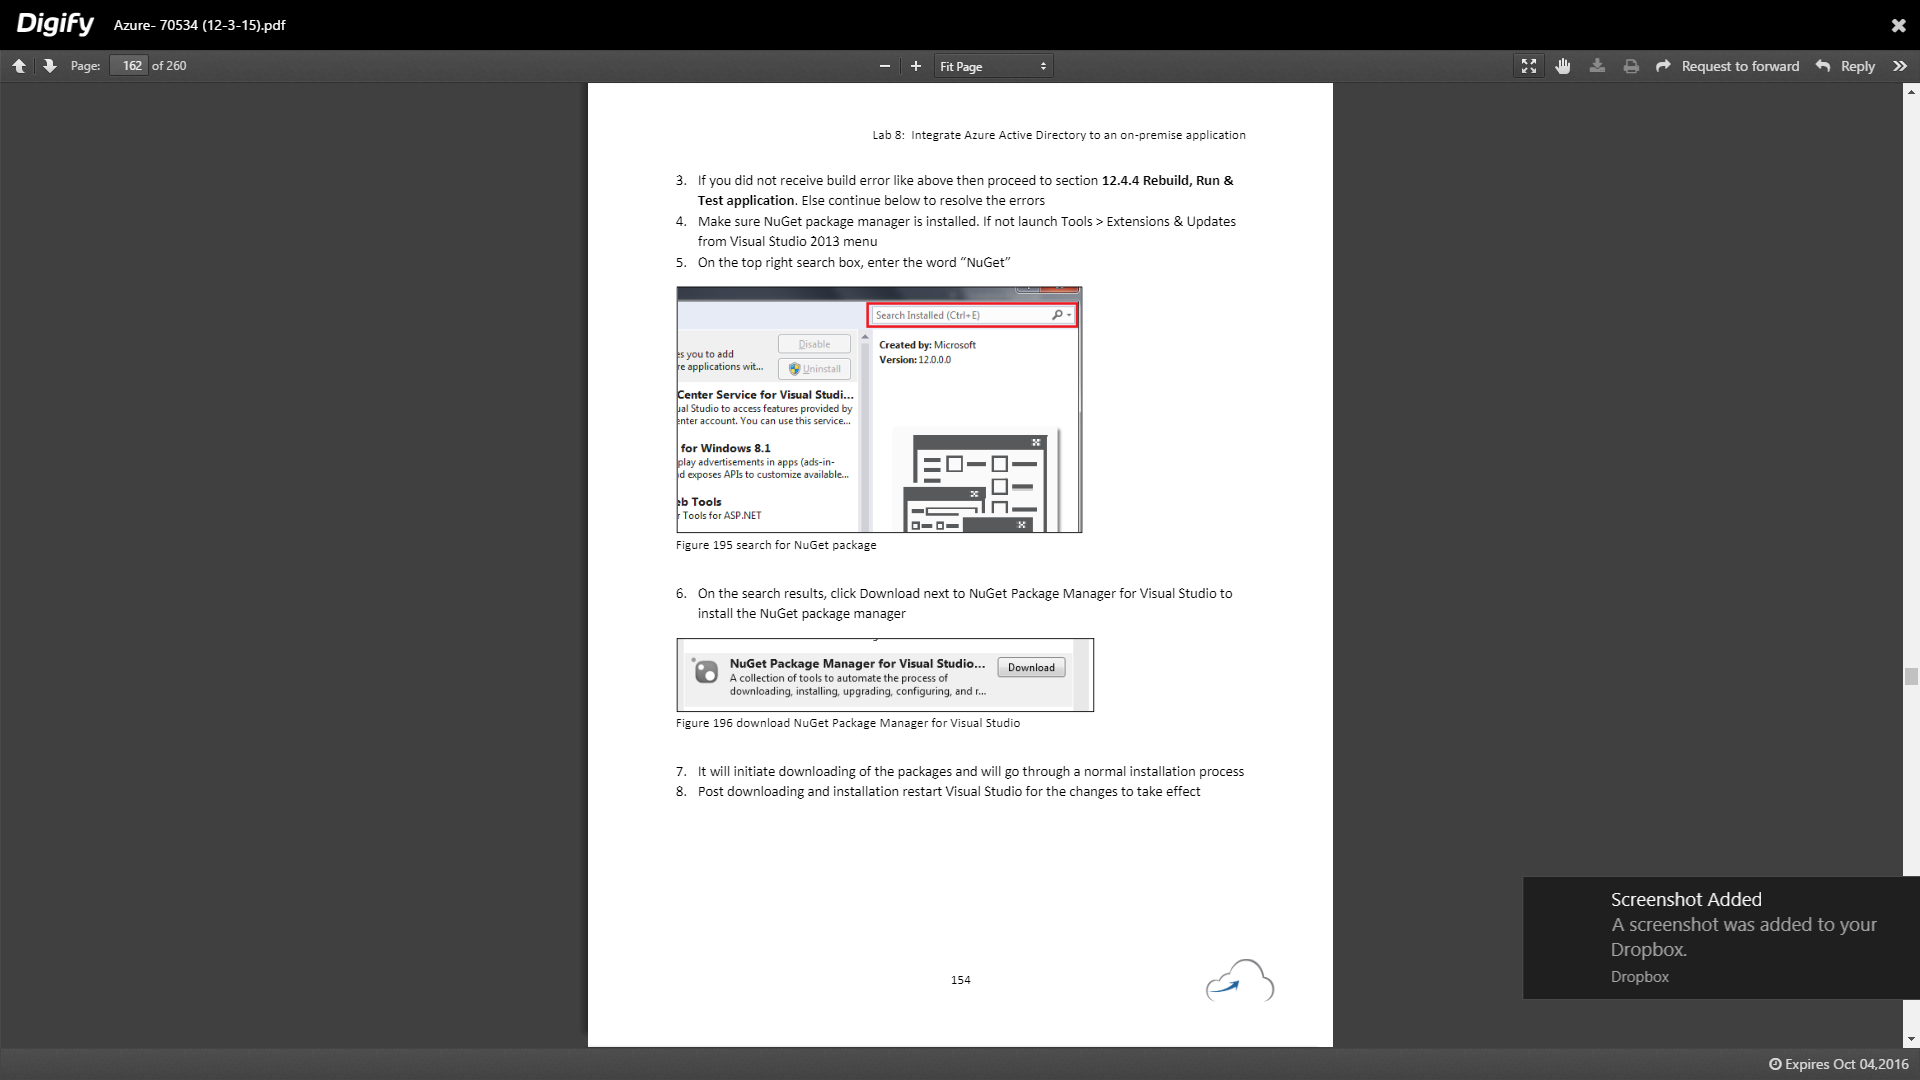 Digify Azure- 70534 (12-3-15).pdf
Page: 162 of 260 Fit Page Request to forward Reply
Lab 8: Integrate Azure Active Directory to an on-premise application
3. If you did not receive build error like above then proceed to section 12.4.4 Rebuild, Run &
Test application. Else continue below to resolve the errors
4. Make sure NuGet package manager is installed. If not launch Tools > Extensions & Updates
from Visual Studio 2013 menu
5. On the top right search box, enter the word “NuGet”
Search Installed (Ctrl+E)
Disable
Created by: Microsoft
es you to add
Version: 12.0.0.0
re applications wit...
Uninstall
Center Service for Visual Studi...
ual Studio to access features provided by
enter account. You can use this service...
for Windows 8.1
play advertisements in apps (ads-in-
d exposes APIs to customize available...
eb Tools
r Tools for ASP.NET
Figure 195 search for NuGet package
6. On the search results, click Download next to NuGet Package Manager for Visual Studio to
install the NuGet package manager
NuGet Package Manager for Visual Studio... Download
A collection of tools to automate the process of
downloading, installing, upgrading, configuring, and r...
Figure 196 download NuGet Package Manager for Visual Studio
7. It will initiate downloading of the packages and will go through a normal installation process
8. Post downloading and installation restart Visual Studio for the changes to take effect
154
Screenshot Added
A screenshot was added to your
Dropbox.
Dropbox
Expires Oct 04,2016